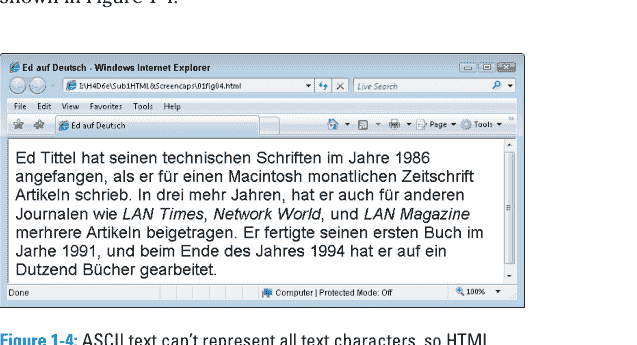 shown in Figure 1-4.
Ed auf Deutsch - Windows Internet Explorer
I:\H4D6e\Sub1HTML&Screencaps\01fig04.html
Live Search
File Edit View Favorites Tools Help
Ed auf Deutsch
Page
Tools
Ed Tittel hat seinen technischen Schriften im Jahre 1986
angefangen, als er für einen Macintosh monatlichen Zeitschrift
Artikeln schrieb. In drei mehr Jahren, hat er auch für anderen
Journalen wie LAN Times, Network World, und LAN Magazine
merhrere Artikeln beigetragen. Er fertigte seinen ersten Buch im
Jarhe 1991, und beim Ende des Jahres 1994 hat er auf ein
Dutzend Bücher gearbeitet.
Done
Computer | Protected Mode: Off
100%
Figure 1-4: ASCII text can't represent all text characters, so HTML